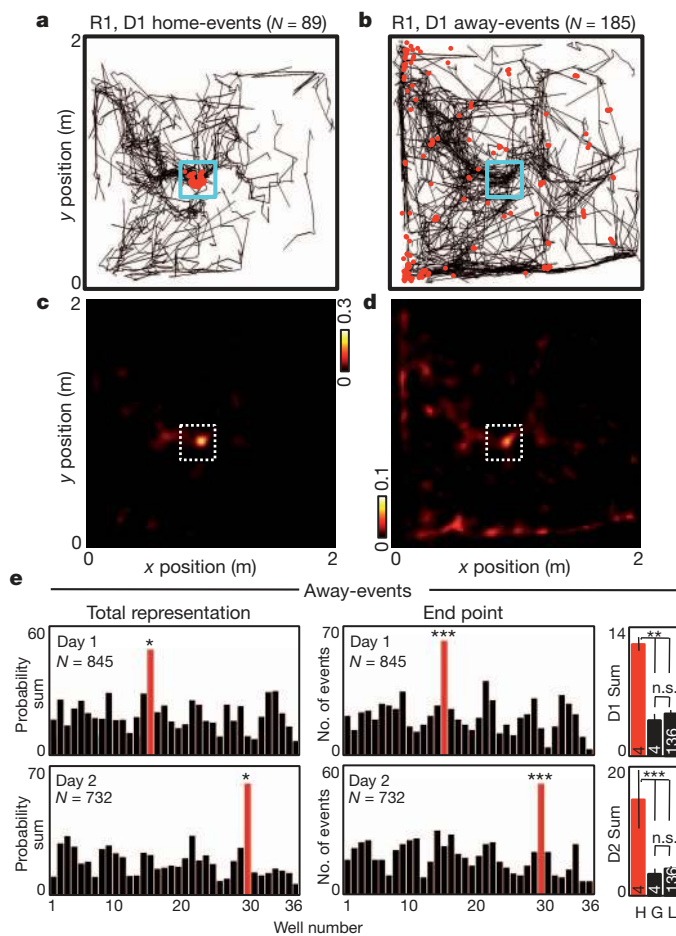 a R1, D1 home-events (N = 89)
2
y position (m)
0
b R1, D1 away-events (N = 185)
c
2
y position (m)
0
0.3
0
x position (m)
2
d
0.1
0
0
x position (m)
2
e Away-events
Total representation
60
Probability sum
0
Day 1
N = 845
*
End point
70
No. of events
0
Day 1
N = 845
***
14
D1 Sum
0
**
n.s.
4 4 136
70
Probability sum
0
Day 2
N = 732
*
1 10 20 30 36
60
No. of events
0
Day 2
N = 732
***
1 10 20 30 36
Well number
20
D2 Sum
0
***
n.s.
4 4 136
H G L